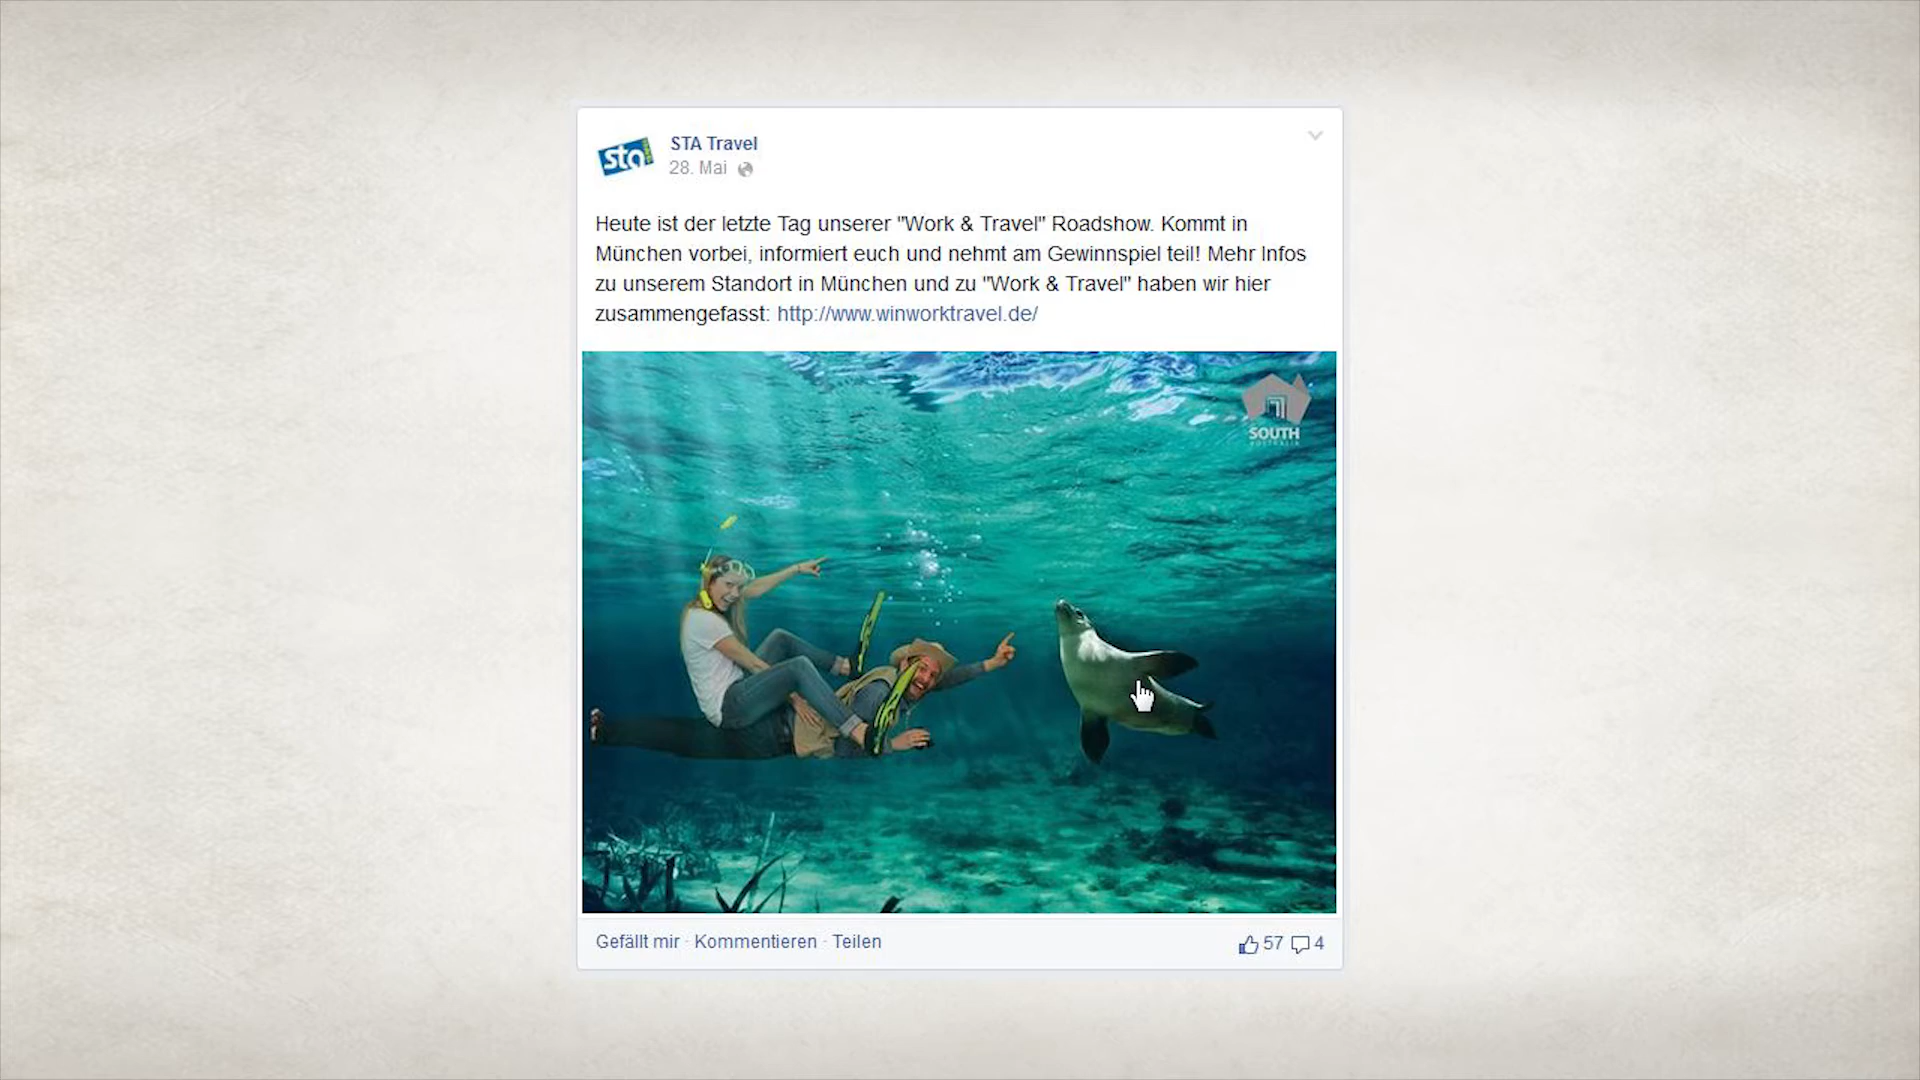 sta
STA Travel
28. Mai
Heute ist der letzte Tag unserer "Work & Travel" Roadshow. Kommt in
München vorbei, informiert euch und nehmt am Gewinnspiel teil! Mehr Infos
zu unserem Standort in München und zu "Work & Travel" haben wir hier
zusammengefasst: http://www.winworktravel.de/
SOUTH
AUSTRALIA
Gefällt mir · Kommentieren · Teilen
57 4